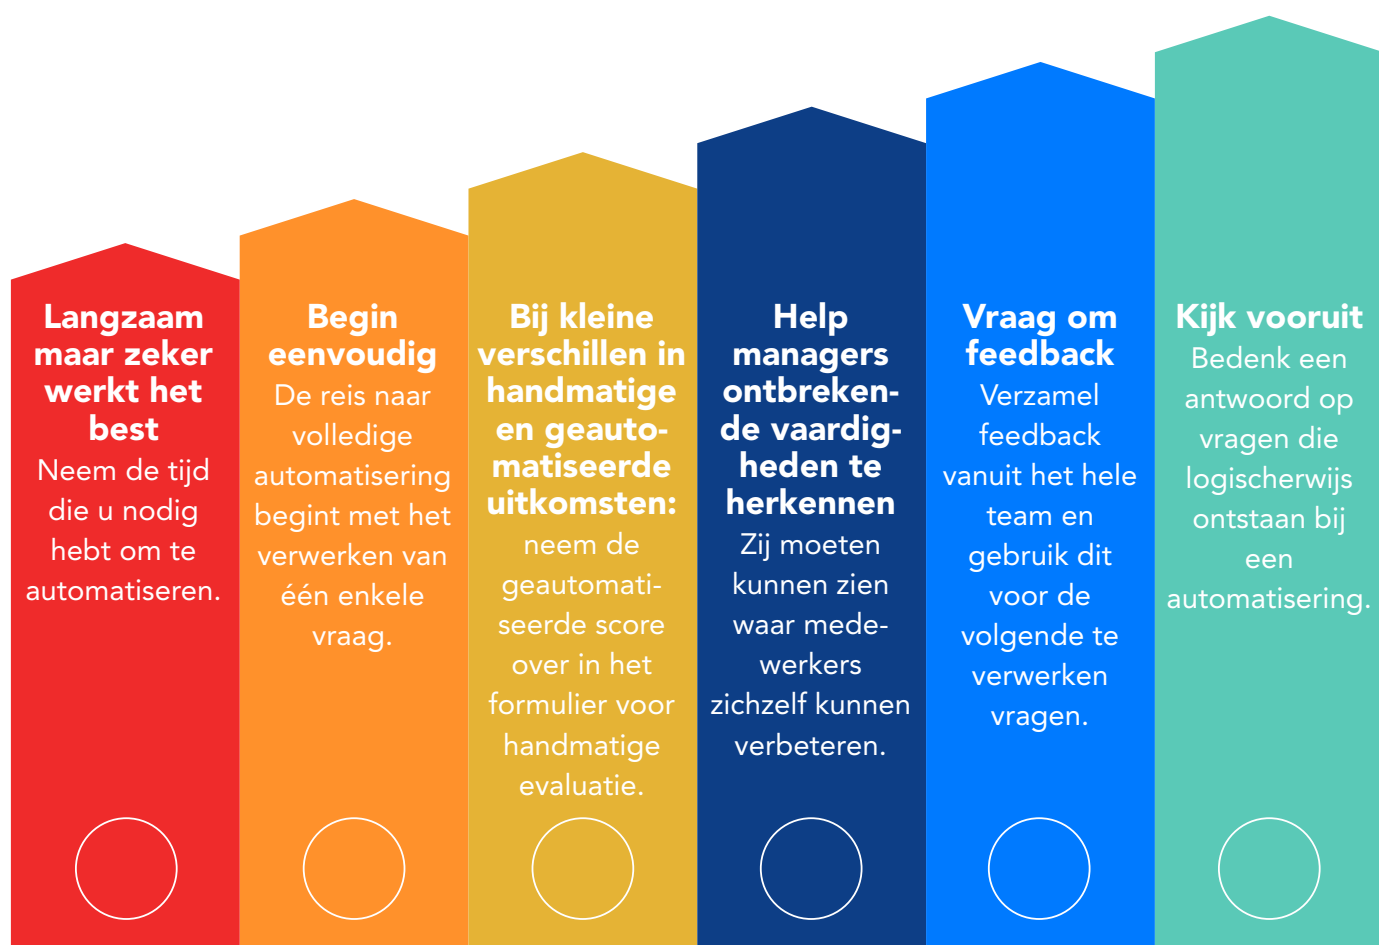 Langzaam
maar zeker
werkt het
best
Neem de tijd
die u nodig
hebt om te
automatiseren.
Begin
eenvoudig
De reis naar
volledige
automatisering
begint met het
verwerken van
één enkele
vraag.
Bij kleine
verschillen in
handmatige
en geauto-
matiseerde
uitkomsten:
neem de
geautomati-
seerde score
over in het
formulier voor
handmatige
evaluatie.
Help
managers
ontbreken-
de vaardig-
heden te
herkennen
Zij moeten
kunnen zien
waar mede-
werkers
zichzelf kunnen
verbeteren.
Vraag om
feedback
Verzamel
feedback
vanuit het hele
team en
gebruik dit
voor de
volgende te
verwerken
vragen.
Kijk vooruit
Bedenk een
antwoord op
vragen die
logischerwijs
ontstaan bij
een
automatisering.